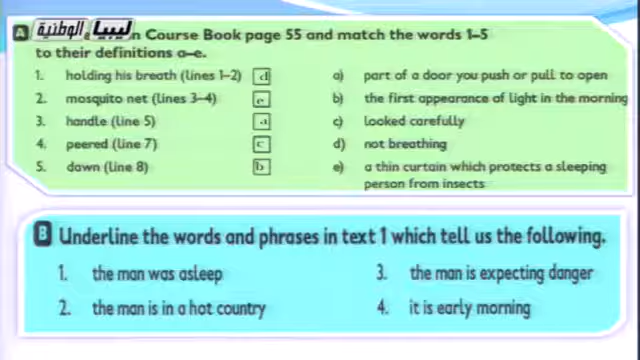 ليبيا الوطنية
A n Course Book page 55 and match the words 1–5
to their definitions a–e.
1. holding his breath (lines 1–2) d a) part of a door you push or pull to open
2. mosquito net (lines 3–4) e b) the first appearance of light in the morning
3. handle (line 5) a c) looked carefully
4. peered (line 7) c d) not breathing
5. dawn (line 8) b e) a thin curtain which protects a sleeping
person from insects
B Underline the words and phrases in text 1 which tell us the following.
1. the man was asleep 3. the man is expecting danger
2. the man is in a hot country 4. it is early morning